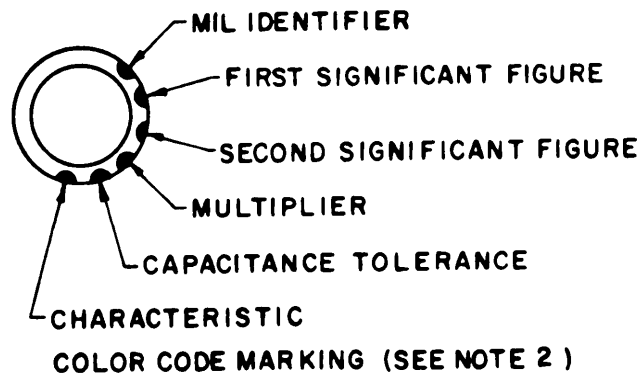 MIL IDENTIFIER
FIRST SIGNIFICANT FIGURE
SECOND SIGNIFICANT FIGURE
MULTIPLIER
CAPACITANCE TOLERANCE
CHARACTERISTIC
COLOR CODE MARKING (SEE NOTE 2)